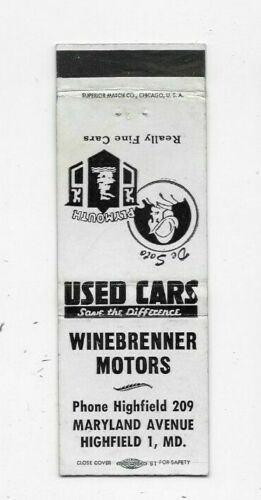 SUPERIOR MATCH CO., CHICAGO, U.S.A.
Really Fine Cars
PLYMOUTH
De Soto
USED CARS
Save the Difference
WINEBRENNER
MOTORS
Phone Highfield 209
MARYLAND AVENUE
HIGHFIELD 1, MD.
CLOSE COVER 15 FOR SAFETY